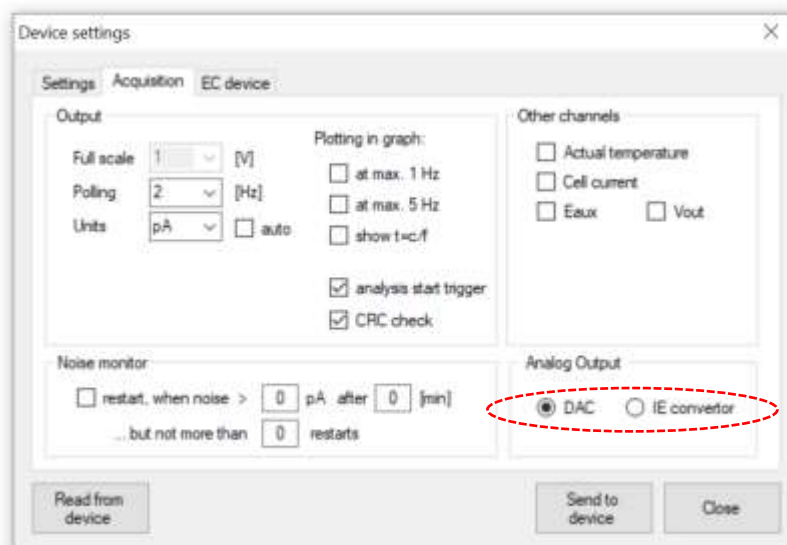 Device settings
Settings Acquisition EC device
Output
Full scale 1 [V]
Polling 2 [Hz]
Units pA auto
Plotting in graph:
at max. 1 Hz
at max. 5 Hz
show t=c/f
analysis start trigger
CRC check
Other channels
Actual temperature
Cell current
Eaux Vout
Noise monitor
restart, when noise > 0 pA after 0 [min]
...but not more than 0 restarts
Analog Output
DAC IE convertor
Read from
device
Send to
device
Close